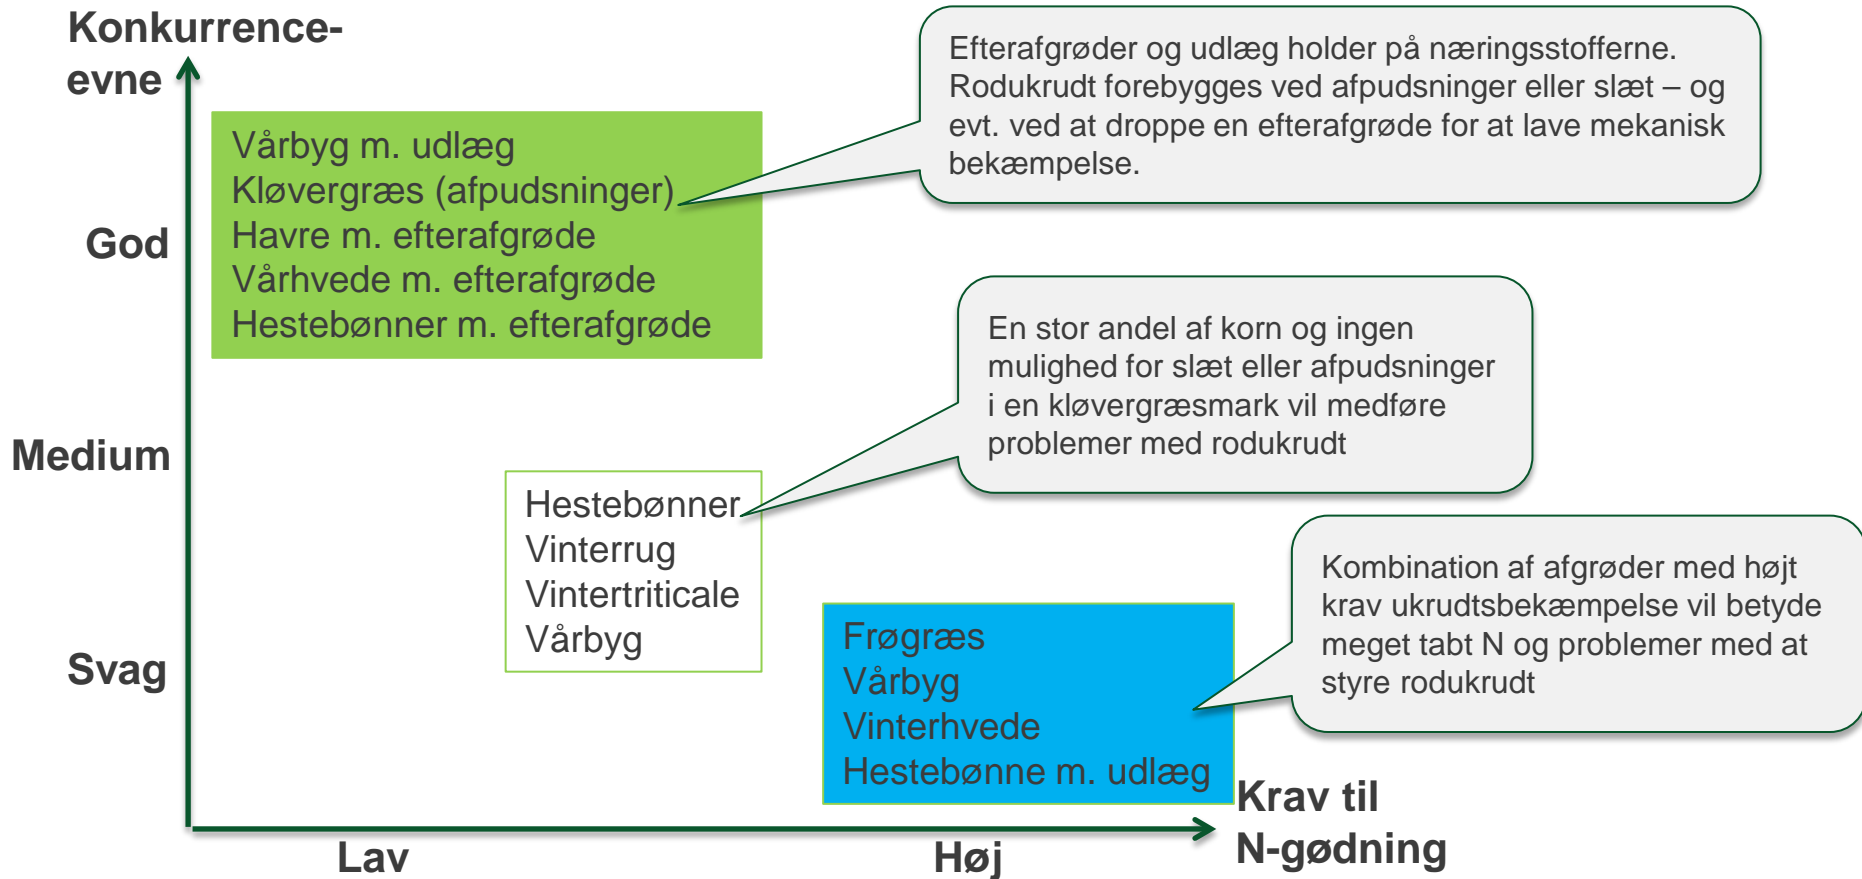 Konkurrence-
evne
Efterafgrøder og udlæg holder på næringsstofferne.
Rodukrudt forebygges ved afpudsninger eller slæt – og
evt. ved at droppe en efterafgrøde for at lave mekanisk
bekæmpelse.
Vårbyg m. udlæg
Kløvergræs (afpudsninger)
Havre m. efterafgrøde
Vårhvede m. efterafgrøde
Hestebønner m. efterafgrøde
God
En stor andel af korn og ingen
mulighed for slæt eller afpudsninger
i en kløvergræsmark vil medføre
problemer med rodukrudt
Medium
Hestebønner
Vinterrug
Vintertriticale
Vårbyg
Kombination af afgrøder med højt
krav ukrudtsbekæmpelse vil betyde
meget tabt N og problemer med at
styre rodukrudt
Svag
Frøgræs
Vårbyg
Vinterhvede
Hestebønne m. udlæg
Krav til
N-gødning
Lav
Høj